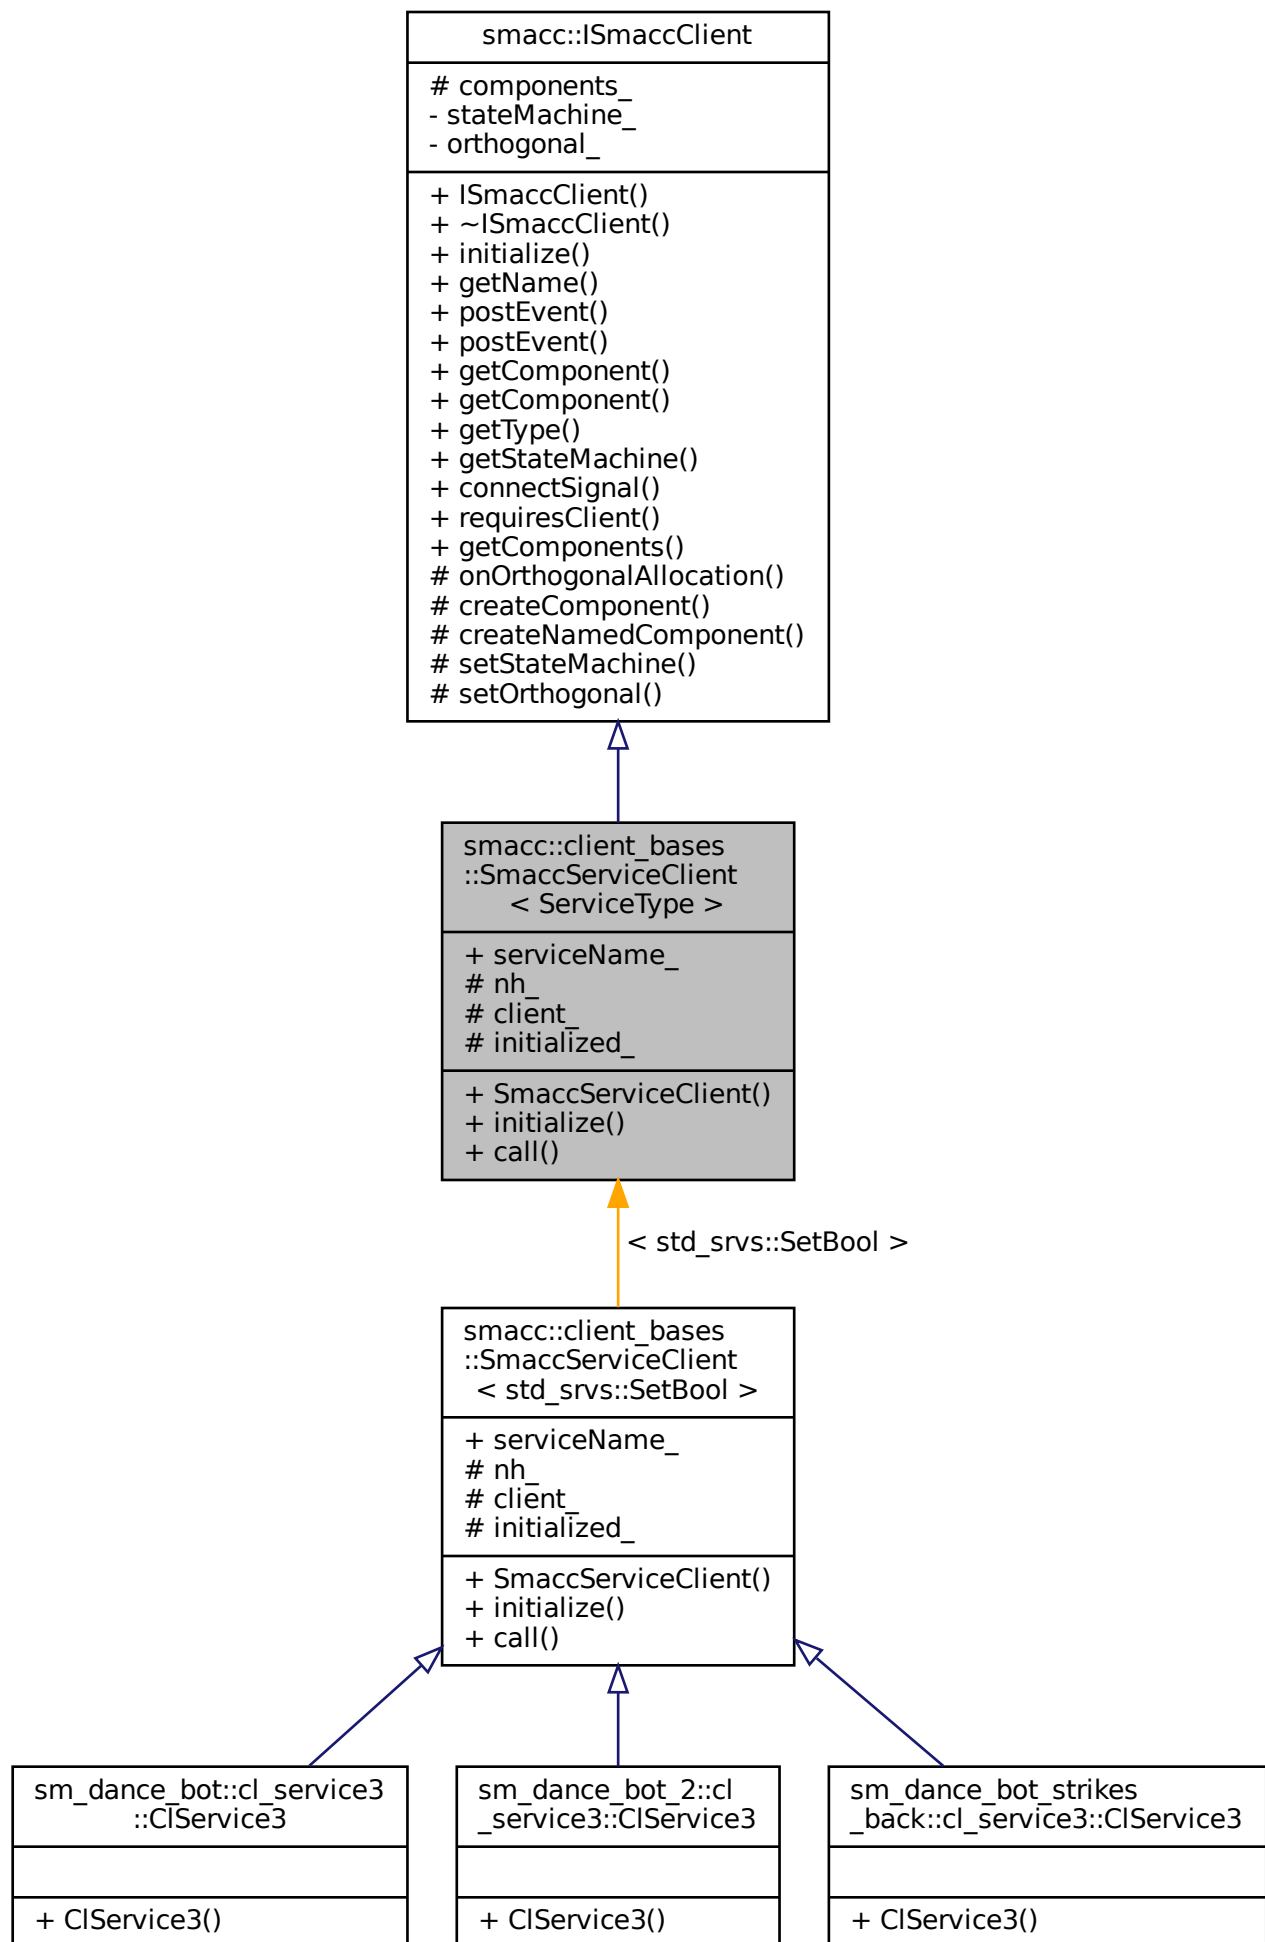 smacc::ISmaccClient
# components_
- stateMachine_
- orthogonal_
+ ISmaccClient()
+ ~ISmaccClient()
+ initialize()
+ getName()
+ postEvent()
+ postEvent()
+ getComponent()
+ getComponent()
+ getType()
+ getStateMachine()
+ connectSignal()
+ requiresClient()
+ getComponents()
# onOrthogonalAllocation()
# createComponent()
# createNamedComponent()
# setStateMachine()
# setOrthogonal()
smacc::client_bases
::SmaccServiceClient
< ServiceType >
+ serviceName_
# nh_
# client_
# initialized_
+ SmaccServiceClient()
+ initialize()
+ call()
< std_srvs::SetBool >
smacc::client_bases
::SmaccServiceClient
< std_srvs::SetBool >
+ serviceName_
# nh_
# client_
# initialized_
+ SmaccServiceClient()
+ initialize()
+ call()
sm_dance_bot::cl_service3
::ClService3
+ ClService3()
sm_dance_bot_2::cl
_service3::ClService3
+ ClService3()
sm_dance_bot_strikes
_back::cl_service3::ClService3
+ ClService3()